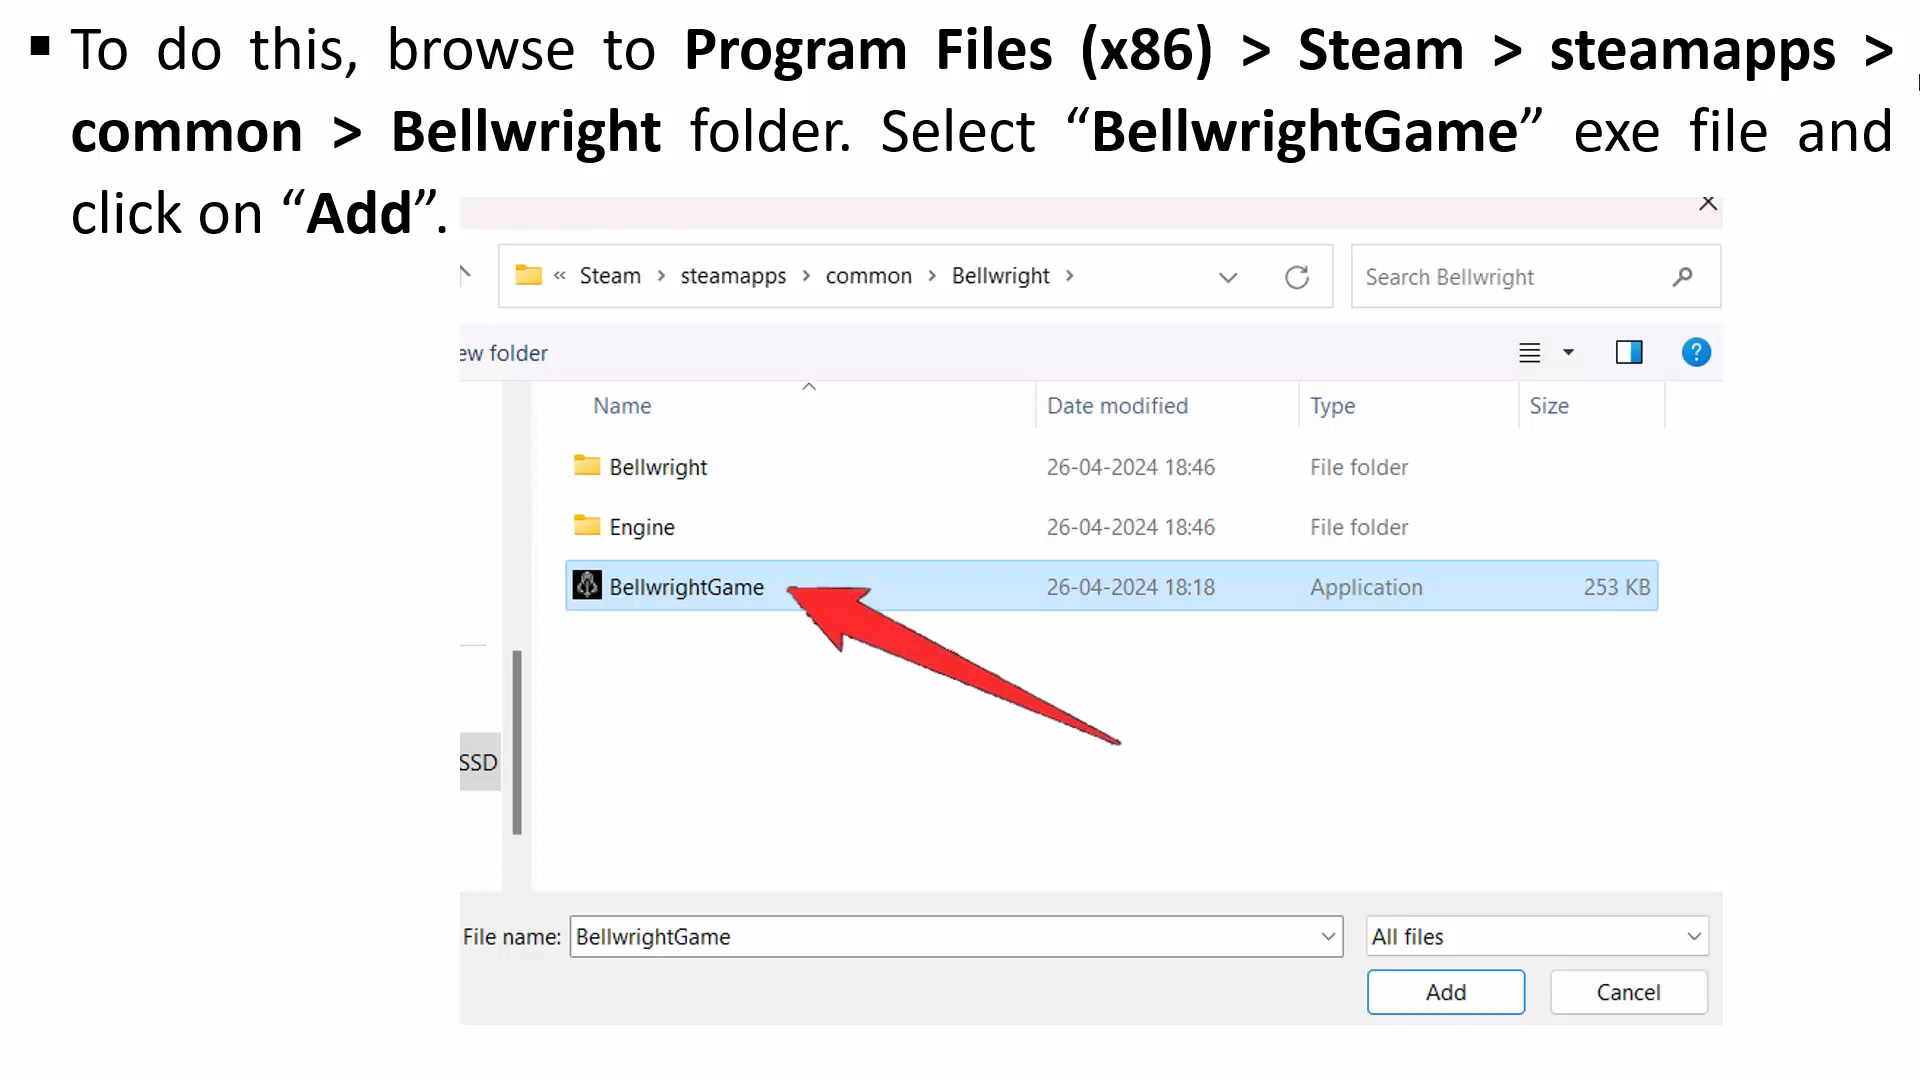 ▪ To do this, browse to Program Files (x86) > Steam > steamapps >
common > Bellwright folder. Select “BellwrightGame” exe file and
click on “Add”.
« Steam > steamapps > common > Bellwright >
Search Bellwright
ew folder
Name Date modified Type Size
Bellwright 26-04-2024 18:46 File folder
Engine 26-04-2024 18:46 File folder
BellwrightGame 26-04-2024 18:18 Application 253 KB
SSD
File name: BellwrightGame All files
Add Cancel